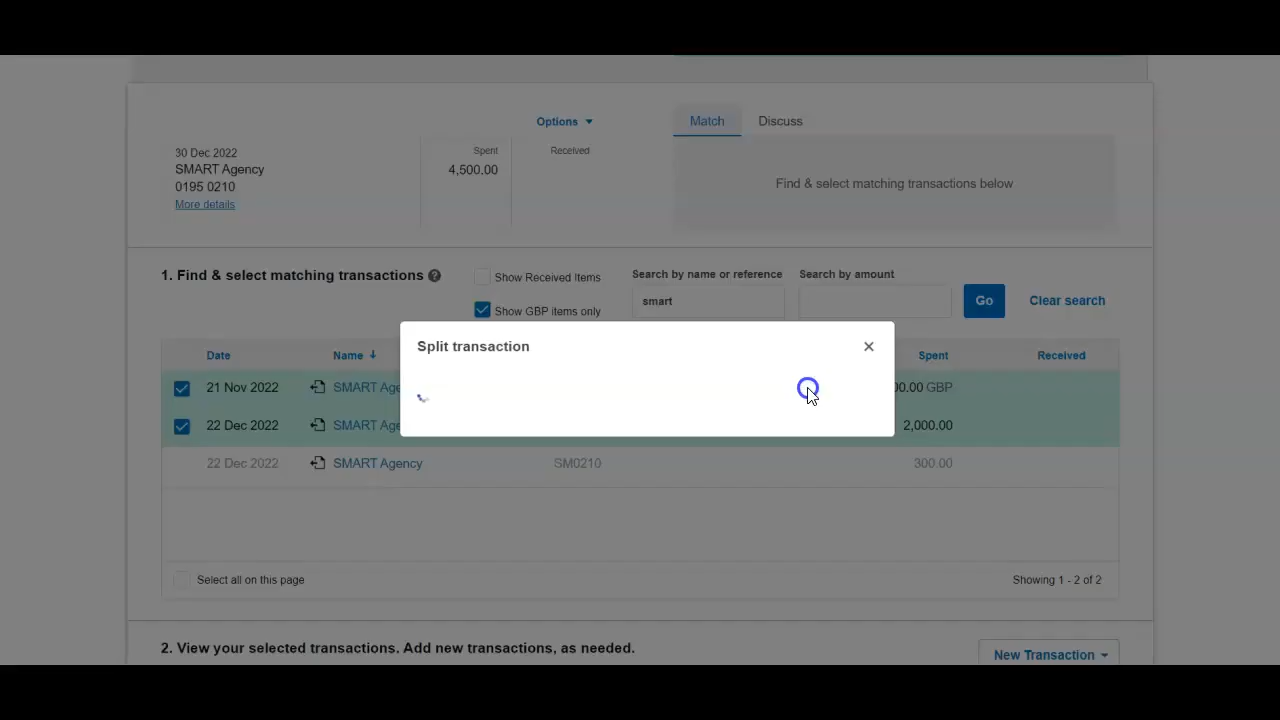 Options
Match Discuss
30 Dec 2022
SMART Agency
0195 0210
More details
Spent
4,500.00
Received
Find & select matching transactions below
1. Find & select matching transactions
Show Received Items
Show GBP items only
Search by name or reference
smart
Search by amount
Go
Clear search
Split transaction
Date Name Spent Received
21 Nov 2022 SMART GBP
22 Dec 2022 SMART 2,000.00
22 Dec 2022 SMART Agency SM0210 300.00
Select all on this page
Showing 1 - 2 of 2
2. View your selected transactions. Add new transactions, as needed.
New Transaction